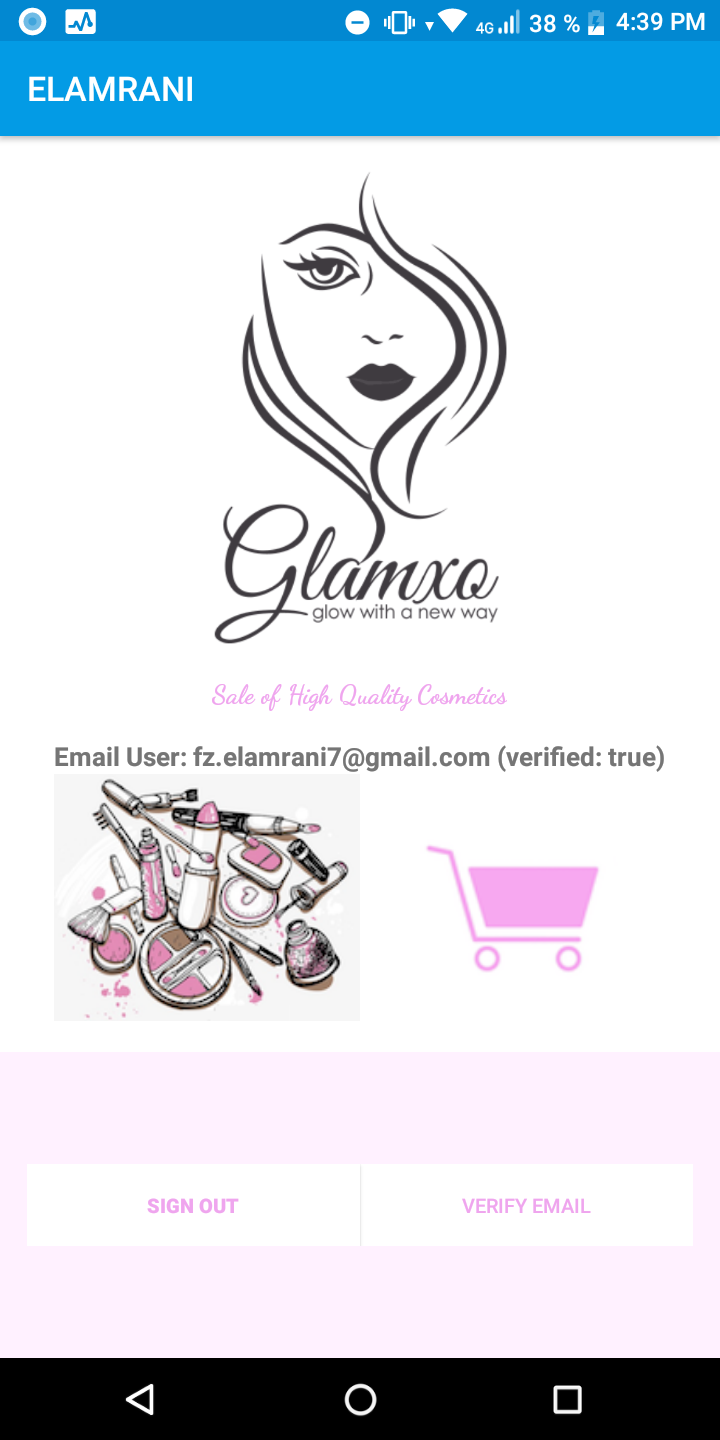 4G 38 % 4:39 PM
ELAMRANI
Glamxo
glow with a new way
Sale of High Quality Cosmetics
Email User: fz.elamrani7@gmail.com (verified: true)
SIGN OUT VERIFY EMAIL